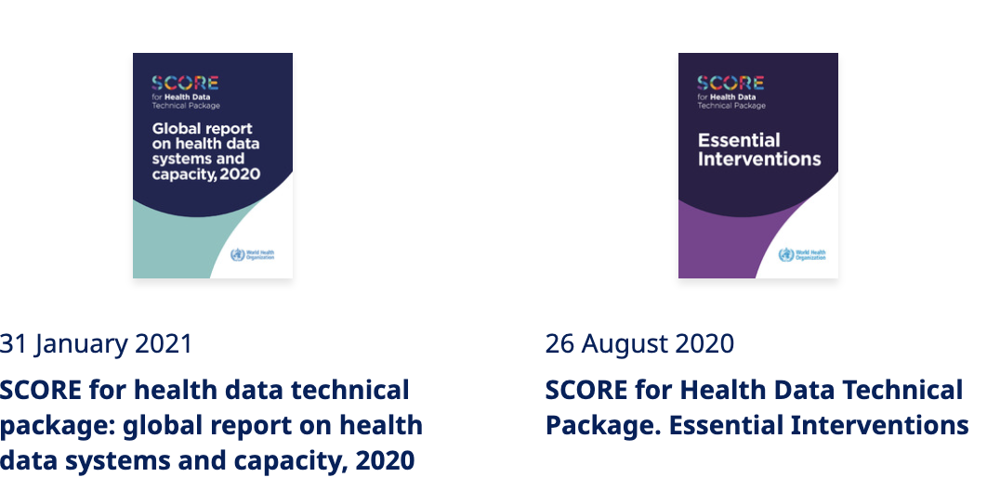 SCORE
for Health Data
Technical Package
Global report
on health data
systems and
capacity, 2020
World Health
Organization
31 January 2021
SCORE for health data technical
package: global report on health
data systems and capacity, 2020
SCORE
for Health Data
Technical Package
Essential
Interventions
World Health
Organization
26 August 2020
SCORE for Health Data Technical
Package. Essential Interventions